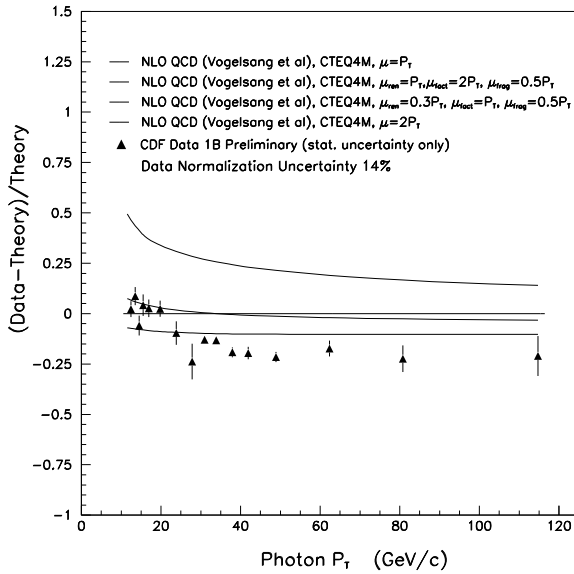 1.5
NLO QCD (Vogelsang et al), CTEQ4M, μ=P_T
NLO QCD (Vogelsang et al), CTEQ4M, μ_ren=P_T, μ_fact=2P_T, μ_frag=0.5P_T
NLO QCD (Vogelsang et al), CTEQ4M, μ_ren=0.3P_T, μ_fact=P_T, μ_frag=0.5P_T
NLO QCD (Vogelsang et al), CTEQ4M, μ=2P_T
CDF Data 1B Preliminary (stat. uncertainty only)
Data Normalization Uncertainty 14%
(Data-Theory)/Theory
1.25
1
0.75
0.5
0.25
0
-0.25
-0.5
-0.75
-1
0 20 40 60 80 100 120
Photon P_T (GeV/c)